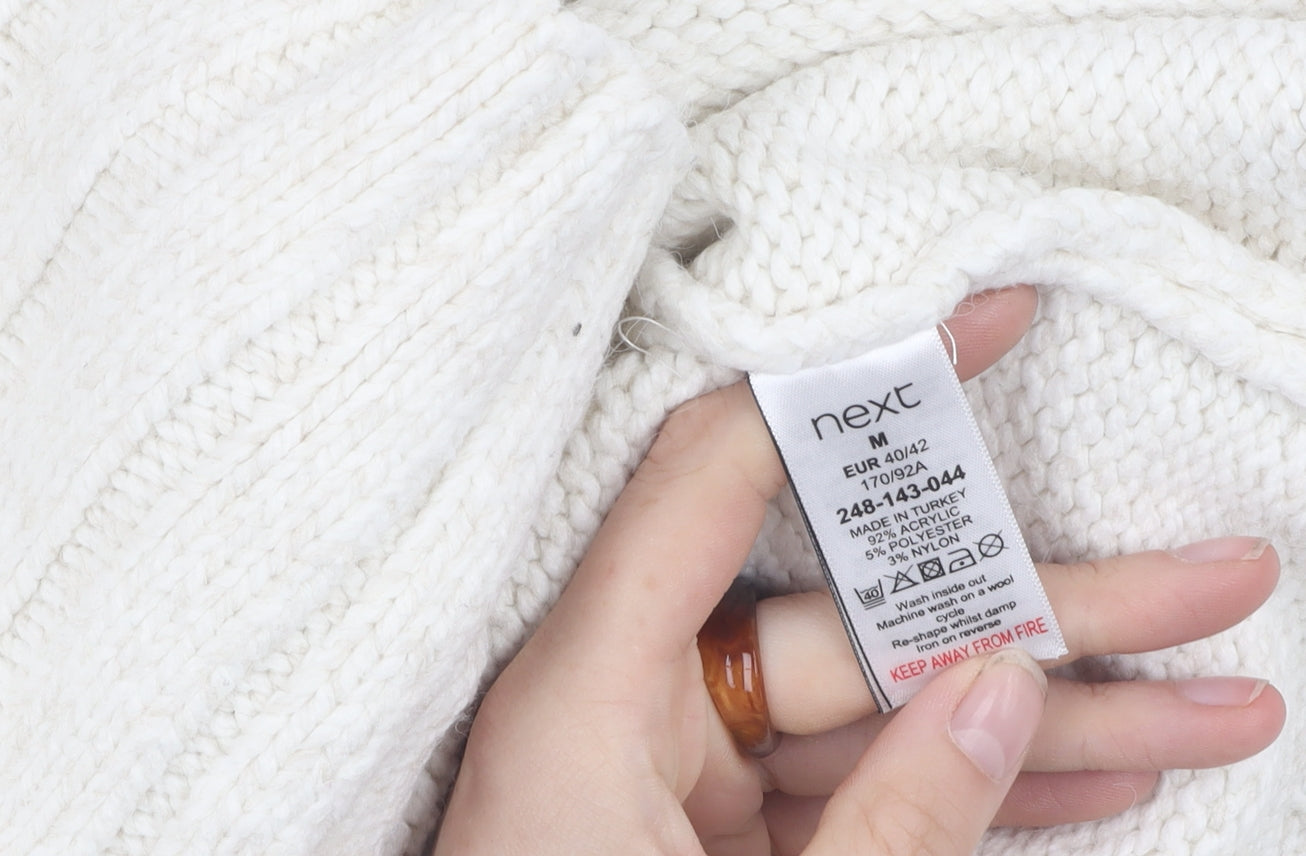 next
M
EUR 40/42
170/92A
248-143-044
MADE IN TURKEY
92% ACRYLIC
5% POLYESTER
3% NYLON
40
Wash inside out
Machine wash on a wool
cycle
Re-shape whilst damp
Iron on reverse
KEEP AWAY FROM FIRE